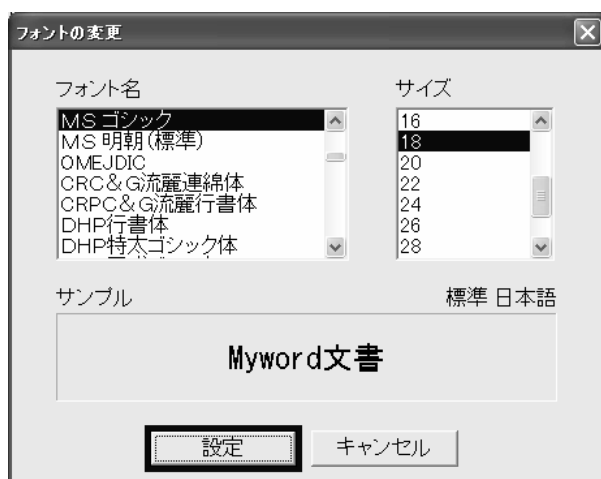 フォントの変更
フォント名
MS ゴシック
MS 明朝(標準)
OMEJDIC
CRC&G流麗連綿体
CRPC&G流麗行書体
DHP行書体
DHP特太ゴシック体
サイズ
16
18
20
22
24
26
28
サンプル
標準 日本語
Myword文書
設定
キャンセル